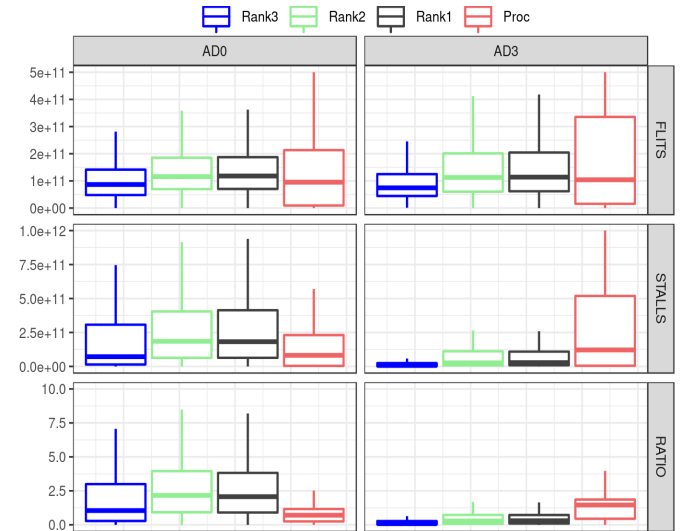 Rank3 Rank2 Rank1 Proc
AD0 AD3
5e+11
4e+11
3e+11
2e+11
1e+11
0e+00
FLITS
1.0e+12
7.5e+11
5.0e+11
2.5e+11
0.0e+00
STALLS
10.0
7.5
5.0
2.5
0.0
RATIO